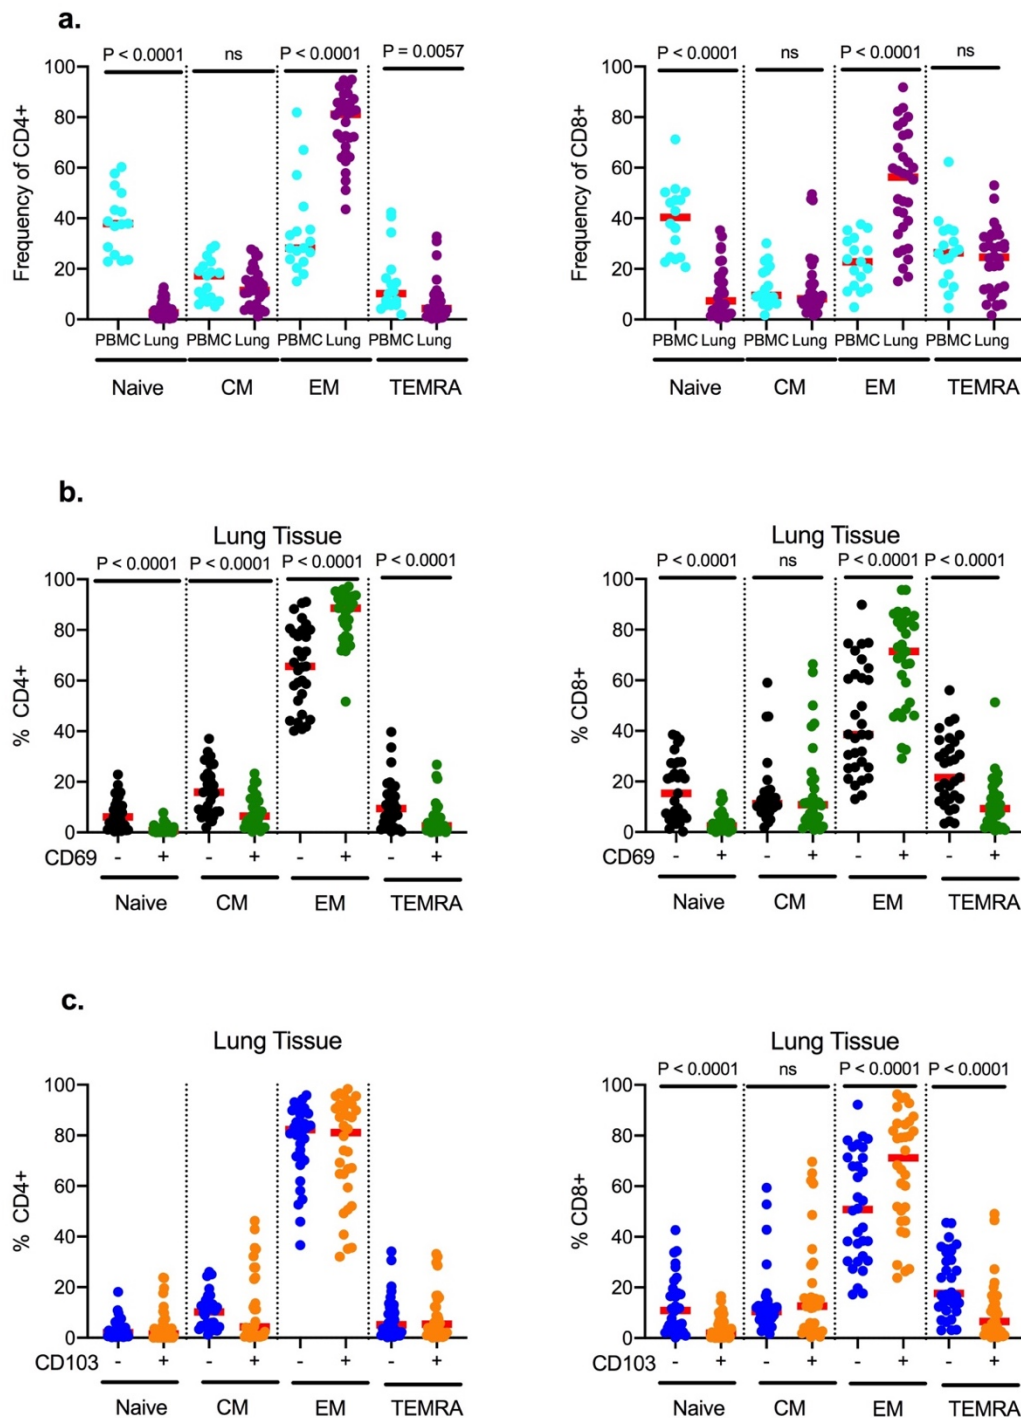 a.
P < 0.0001 ns P < 0.0001 P = 0.0057
Frequency of CD4+
100
80
60
40
20
0
PBMC Lung PBMC Lung PBMC Lung PBMC Lung
Naive CM EM TEMRA
P < 0.0001 ns P < 0.0001 ns
Frequency of CD8+
100
80
60
40
20
0
PBMC Lung PBMC Lung PBMC Lung PBMC Lung
Naive CM EM TEMRA
b.
Lung Tissue
P < 0.0001 P < 0.0001 P < 0.0001 P < 0.0001
% CD4+
100
80
60
40
20
0
CD69 - + - + - + - +
Naive CM EM TEMRA
Lung Tissue
P < 0.0001 ns P < 0.0001 P < 0.0001
% CD8+
100
80
60
40
20
0
CD69 - + - + - + - +
Naive CM EM TEMRA
c.
Lung Tissue
% CD4+
100
80
60
40
20
0
CD103 - + - + - + - +
Naive CM EM TEMRA
Lung Tissue
P < 0.0001 ns P < 0.0001 P < 0.0001
% CD8+
100
80
60
40
20
0
CD103 - + - + - + - +
Naive CM EM TEMRA